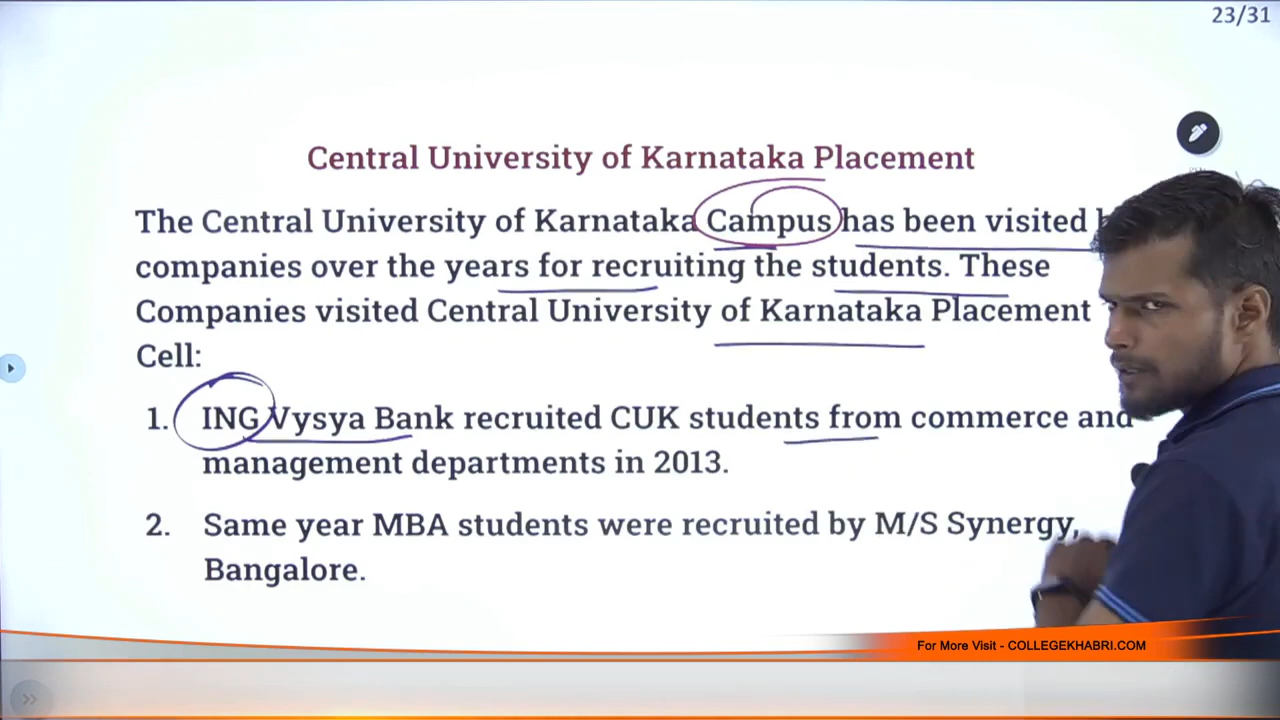 23/31
Central University of Karnataka Placement
The Central University of Karnataka Campus has been visited
companies over the years for recruiting the students. These
Companies visited Central University of Karnataka Placement
Cell:
1. ING Vysya Bank recruited CUK students from commerce and
management departments in 2013.
2. Same year MBA students were recruited by M/S Synergy,
Bangalore.
For More Visit - COLLEGEKHABRI.COM